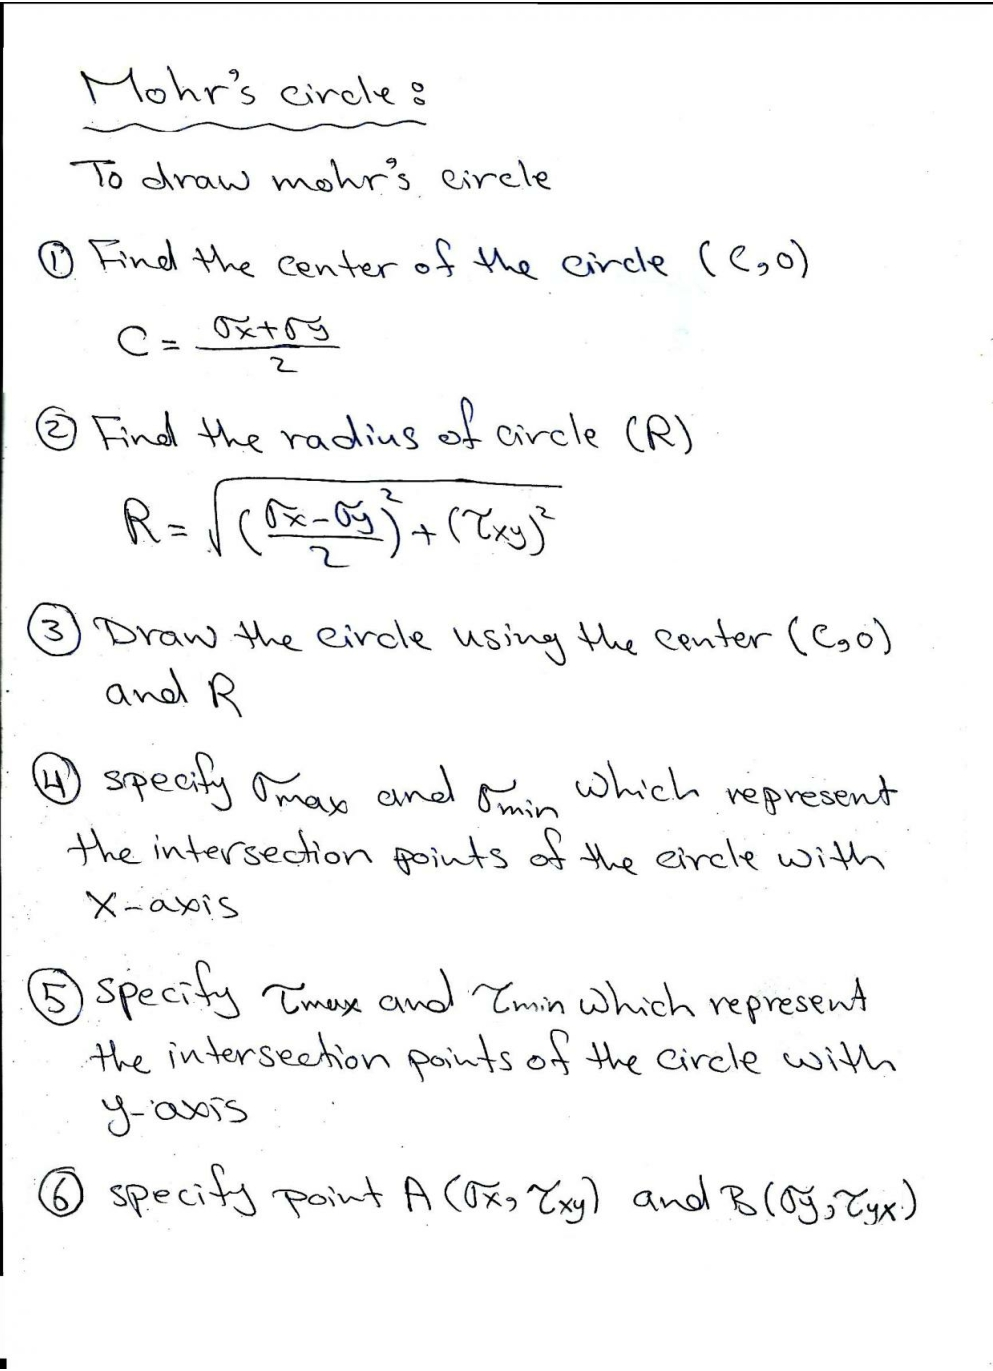 Mohr's circle:
To draw mohr's circle
① Find the center of the circle (C,0)
C = σx+σy / 2
② Find the radius of circle (R)
R = √((σx-σy / 2)² + (τxy)²
③ Draw the circle using the center (C,0)
and R
④ specify σmax and σmin which represent
the intersection points of the circle with
X-axis
⑤ specify τmax and τmin which represent
the intersection points of the circle with
y-axis
⑥ specify point A (σx, τxy) and B (σy, τyx)